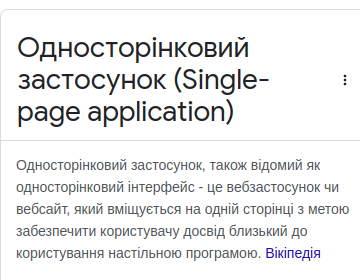 Односторінковий
застосунок (Single-
page application)
Односторінковий застосунок, також відомий як
односторінковий інтерфейс - це вебзастосунок чи
вебсайт, який вміщується на одній сторінці з метою
забезпечити користувачу досвід близький до
користування настільною програмою. Вікіпедія